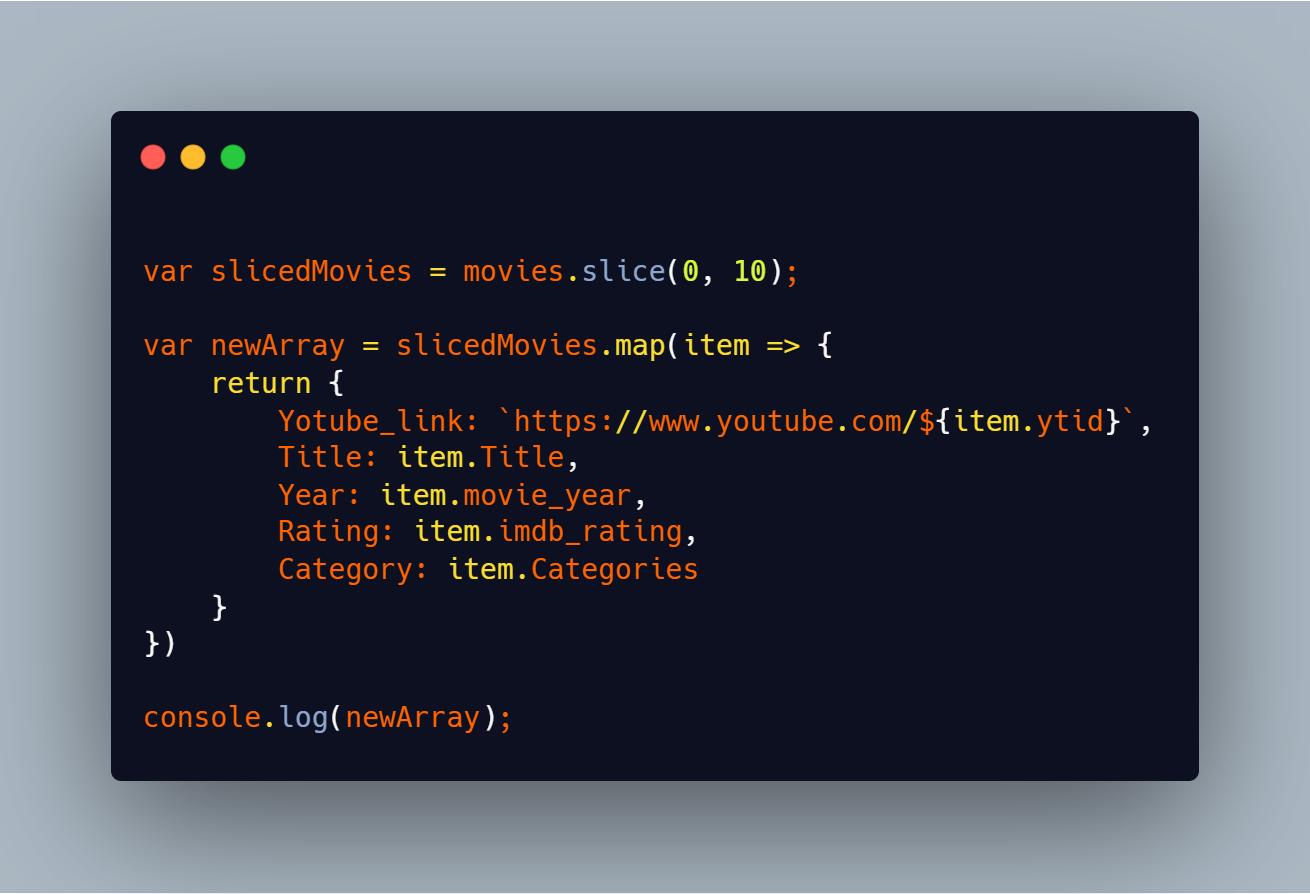 var slicedMovies = movies.slice(0, 10);
var newArray = slicedMovies.map(item => {
return {
Yotube_link: `https://www.youtube.com/${item.ytid}`,
Title: item.Title,
Year: item.movie_year,
Rating: item.imdb_rating,
Category: item.Categories
}
})
console.log(newArray);